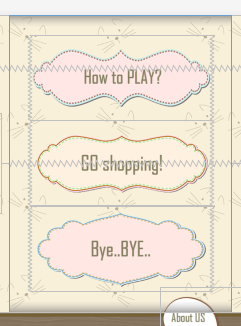 How to PLAY?
GO shopping!
Bye..BYE..
About US